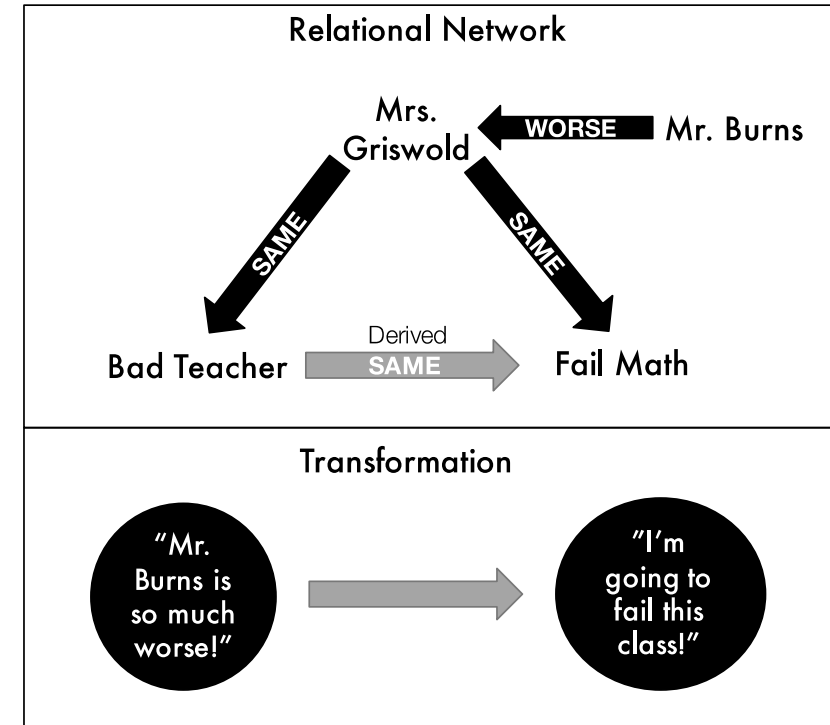 Relational Network
Mrs.
Griswold
WORSE
Mr. Burns
SAME
SAME
Bad Teacher
Derived
SAME
Fail Math
Transformation
“Mr.
Burns is
so much
worse!”
“I’m
going to
fail this
class!”